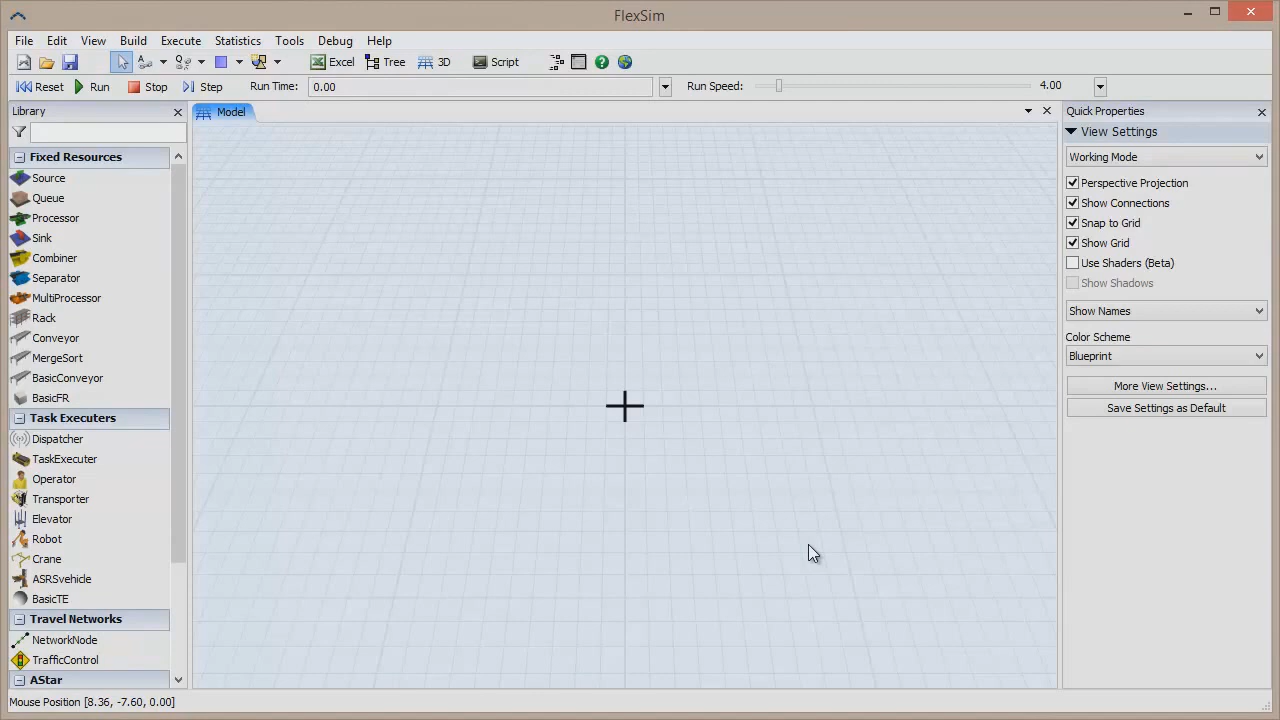 FlexSim
File Edit View Build Execute Statistics Tools Debug Help
Excel Tree 3D Script
Reset Run Stop Step Run Time: 0.00 Run Speed: 4.00
Library
Model
Quick Properties
Fixed Resources
Source
Queue
Processor
Sink
Combiner
Separator
MultiProcessor
Rack
Conveyor
MergeSort
BasicConveyor
BasicFR
Task Executers
Dispatcher
TaskExecuter
Operator
Transporter
Elevator
Robot
Crane
ASRSvehicle
BasicTE
Travel Networks
NetworkNode
TrafficControl
AStar
View Settings
Working Mode
Perspective Projection
Show Connections
Snap to Grid
Show Grid
Use Shaders (Beta)
Show Shadows
Show Names
Color Scheme
Blueprint
More View Settings...
Save Settings as Default
Mouse Position [8.36, -7.60, 0.00]